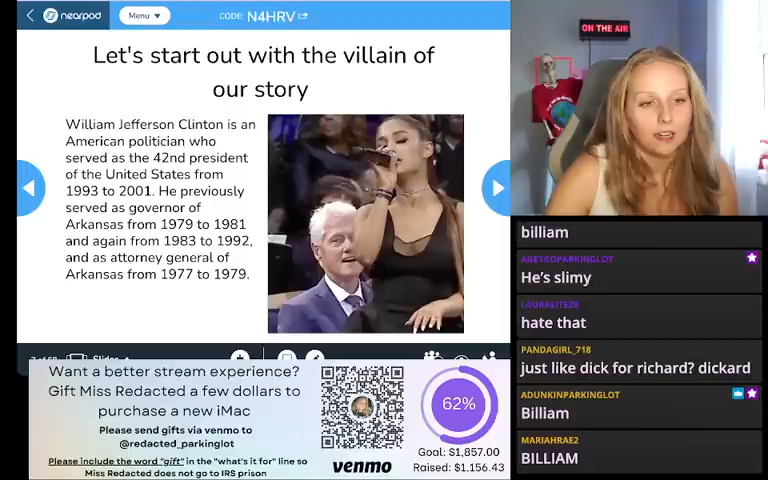 nearpod
Menu
CODE: N4HRV
ON THE AIR
Let's start out with the villain of
our story
William Jefferson Clinton is an
American politician who
served as the 42nd president
of the United States from
1993 to 2001. He previously
served as governor of
Arkansas from 1979 to 1981
and again from 1983 to 1992,
and as attorney general of
Arkansas from 1977 to 1979.
Slides
Want a better stream experience?
Gift Miss Redacted a few dollars to
purchase a new iMac
Please send gifts via venmo to
@redacted_parkinglot
Please include the word "gift" in the "what's it for" line so
Miss Redacted does not go to IRS prison
venmo
62%
Goal: $1,857.00
Raised: $1,156.43
billiam
AGETGOPARKINGLOT
He's slimy
LAURALITE28
hate that
PANDAGIRL_718
just like dick for richard? dickard
ADUNKINPARKINGLOT
Billiam
MARIAHRAE2
BILLIAM